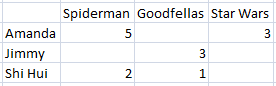 Spiderman Goodfellas Star Wars
Amanda 5 3
Jimmy 3
Shi Hui 2 1